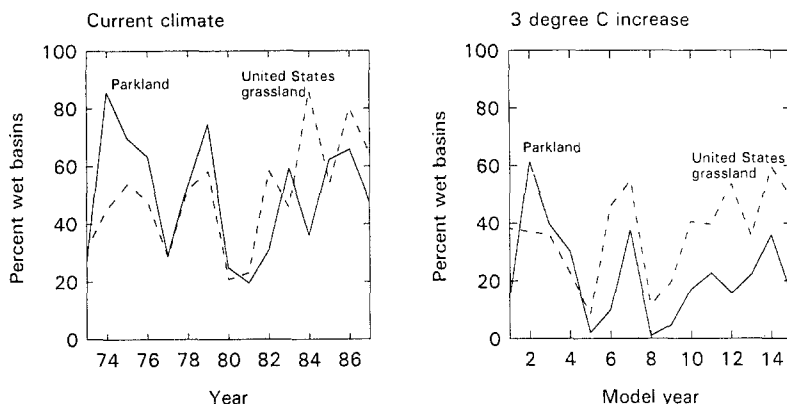 Current climate
100
80
60
40
20
0
Percent wet basins
Parkland
United States
grassland
74 76 78 80 82 84 86
Year
3 degree C increase
100
80
60
40
20
0
Percent wet basins
Parkland
United States
grassland
2 4 6 8 10 12 14
Model year